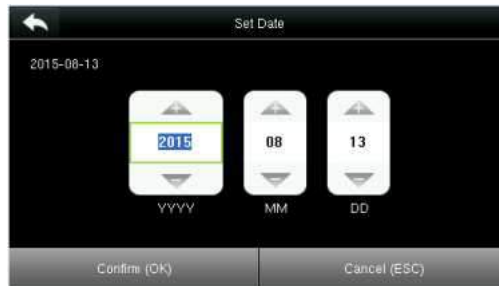 Set Date
2015-08-13
2015 08 13
YYYY MM DD
Confirm (OK) Cancel (ESC)